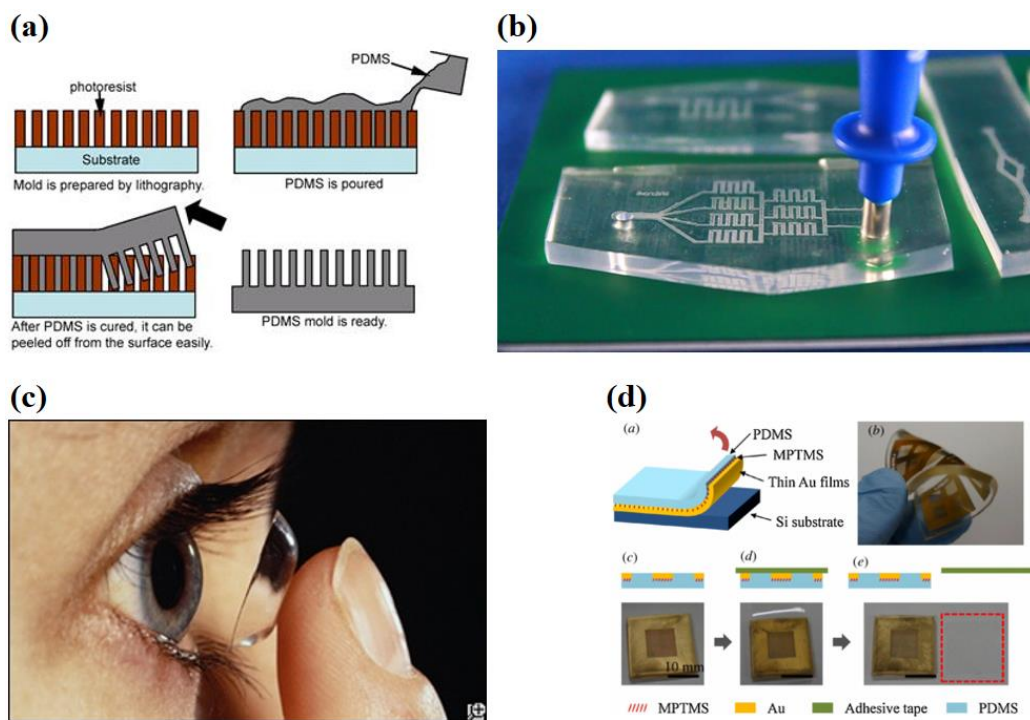 (a)
PDMS
photoresist
Substrate
Mold is prepared by lithography.
PDMS is poured
After PDMS is cured, it can be
peeled off from the surface easily.
PDMS mold is ready.
(b)
(c)
(d)
(a)
PDMS
MPTMS
Thin Au films
Si substrate
(b)
(c)
(d)
(e)
10 mm
MPTMS
Au
Adhesive tape
PDMS